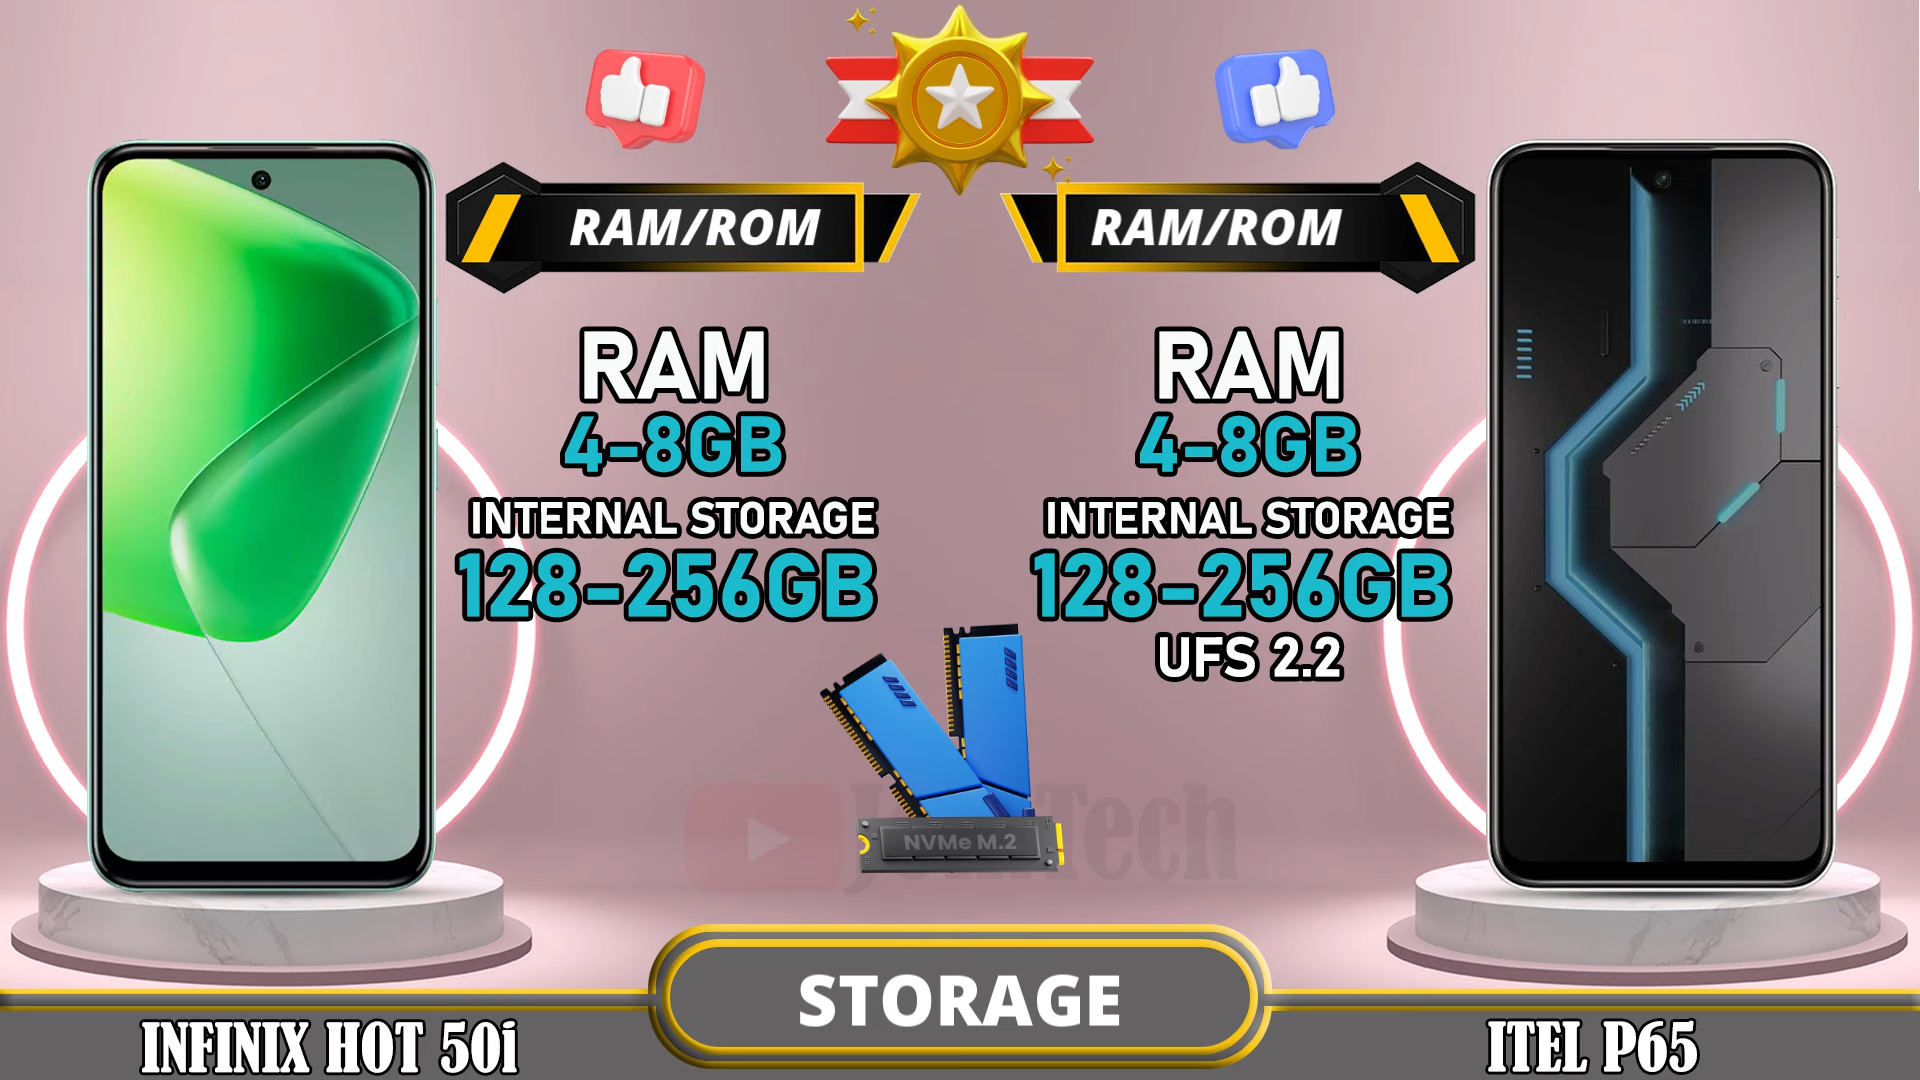 RAM/ROM
RAM/ROM
RAM
4-8GB
INTERNAL STORAGE
128-256GB
RAM
4-8GB
INTERNAL STORAGE
128-256GB
UFS 2.2
NVMe M.2
Tech
STORAGE
INFINIX HOT 50i
ITEL P65